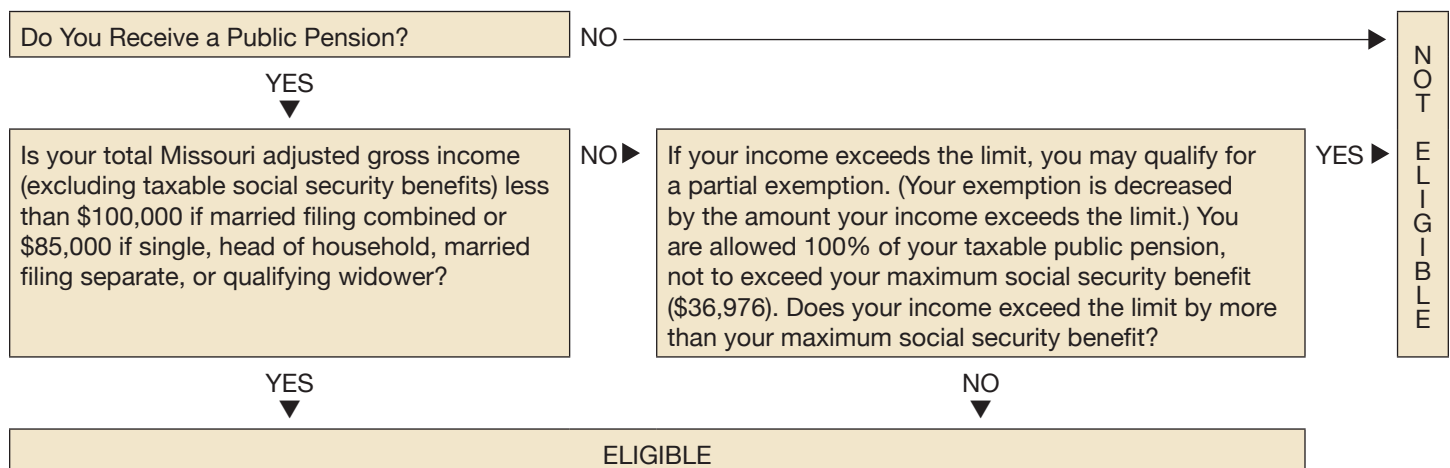 Do You Receive a Public Pension?
NO
NOT ELIGIBLE
YES
Is your total Missouri adjusted gross income
(excluding taxable social security benefits) less
than $100,000 if married filing combined or
$85,000 if single, head of household, married
filing separate, or qualifying widower?
NO
If your income exceeds the limit, you may qualify for
a partial exemption. (Your exemption is decreased
by the amount your income exceeds the limit.) You
are allowed 100% of your taxable public pension,
not to exceed your maximum social security benefit
($36,976). Does your income exceed the limit by more
than your maximum social security benefit?
YES
YES
NO
ELIGIBLE